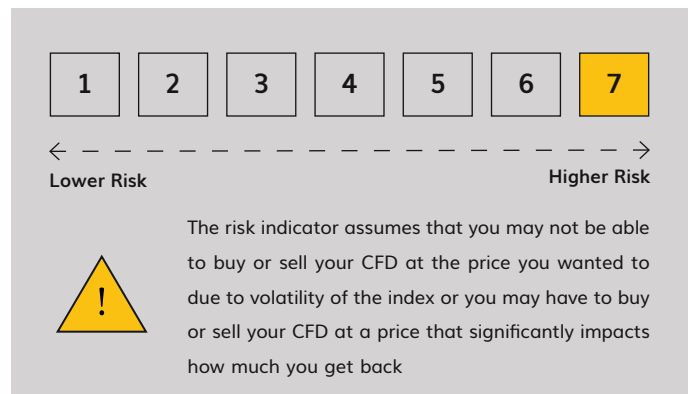 1 2 3 4 5 6 7
Lower Risk Higher Risk
The risk indicator assumes that you may not be able
to buy or sell your CFD at the price you wanted to
due to volatility of the index or you may have to buy
or sell your CFD at a price that significantly impacts
how much you get back
!